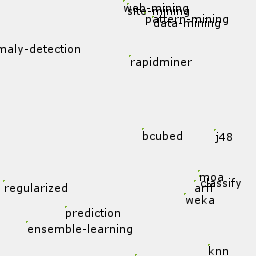 web-mining
site-mining
pattern-mining
data-mining
maly-detection
rapidminer
bcubed
j48
moa
classify
arff
regularized
weka
prediction
ensemble-learning
knn